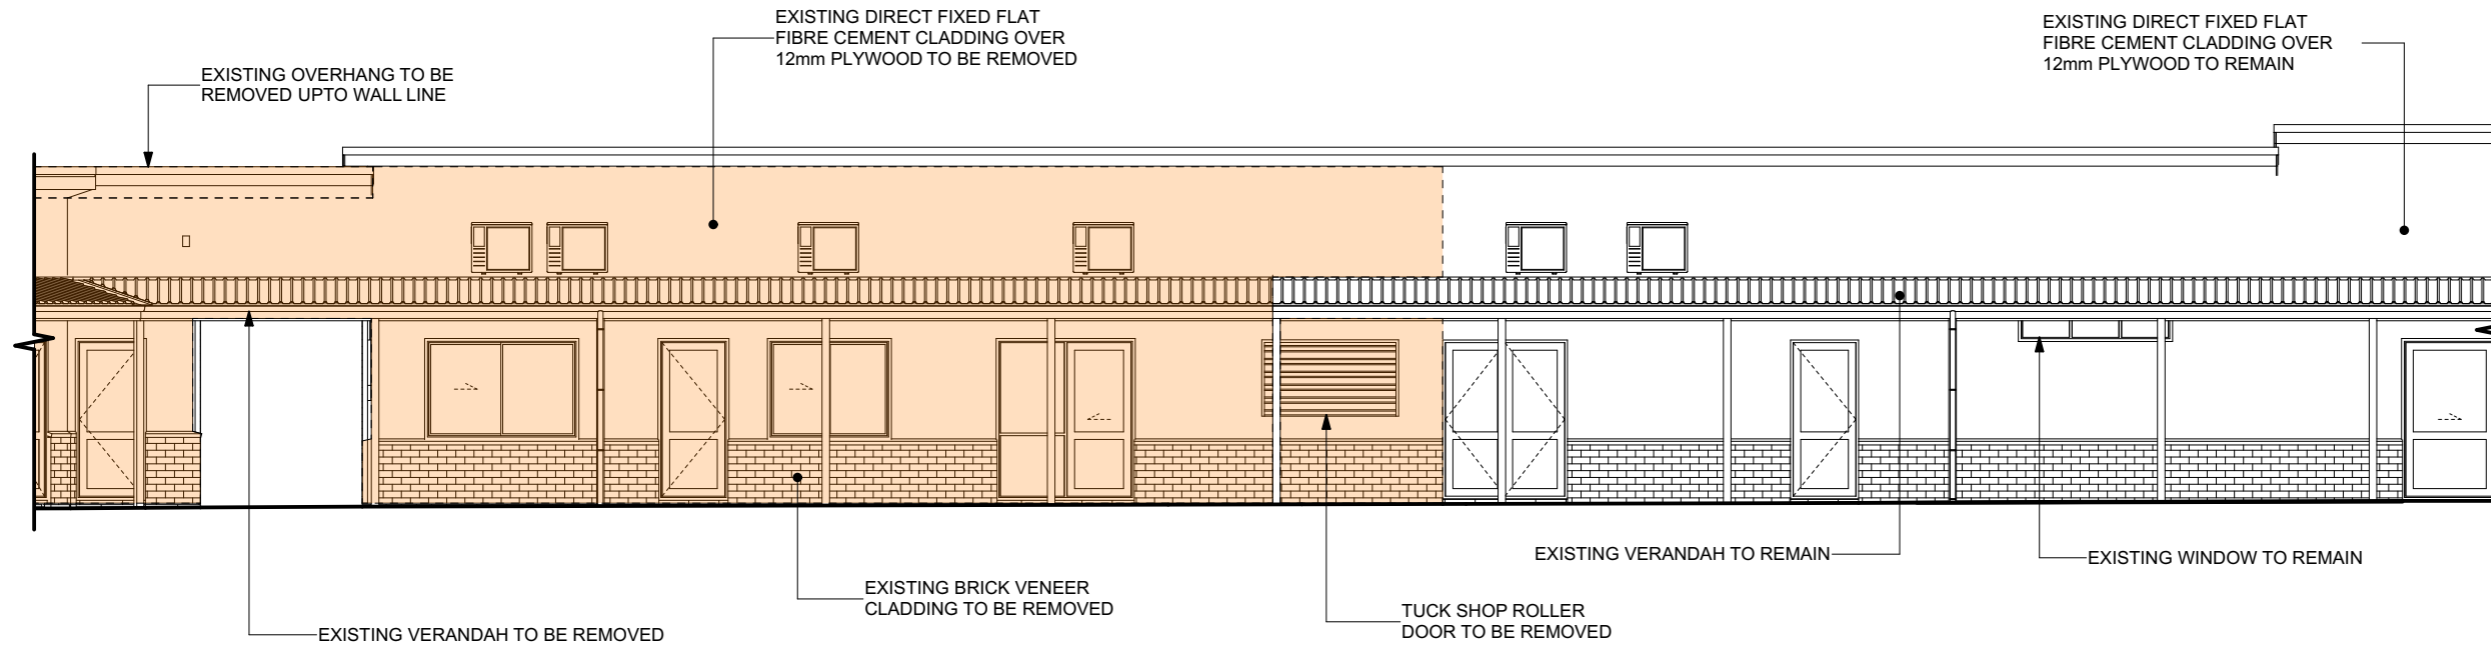 EXISTING DIRECT FIXED FLAT
FIBRE CEMENT CLADDING OVER
12mm PLYWOOD TO BE REMOVED
EXISTING DIRECT FIXED FLAT
FIBRE CEMENT CLADDING OVER
12mm PLYWOOD TO REMAIN
EXISTING OVERHANG TO BE
REMOVED UPTO WALL LINE
EXISTING VERANDAH TO REMAIN
EXISTING WINDOW TO REMAIN
EXISTING BRICK VENEER
CLADDING TO BE REMOVED
TUCK SHOP ROLLER
DOOR TO BE REMOVED
EXISTING VERANDAH TO BE REMOVED